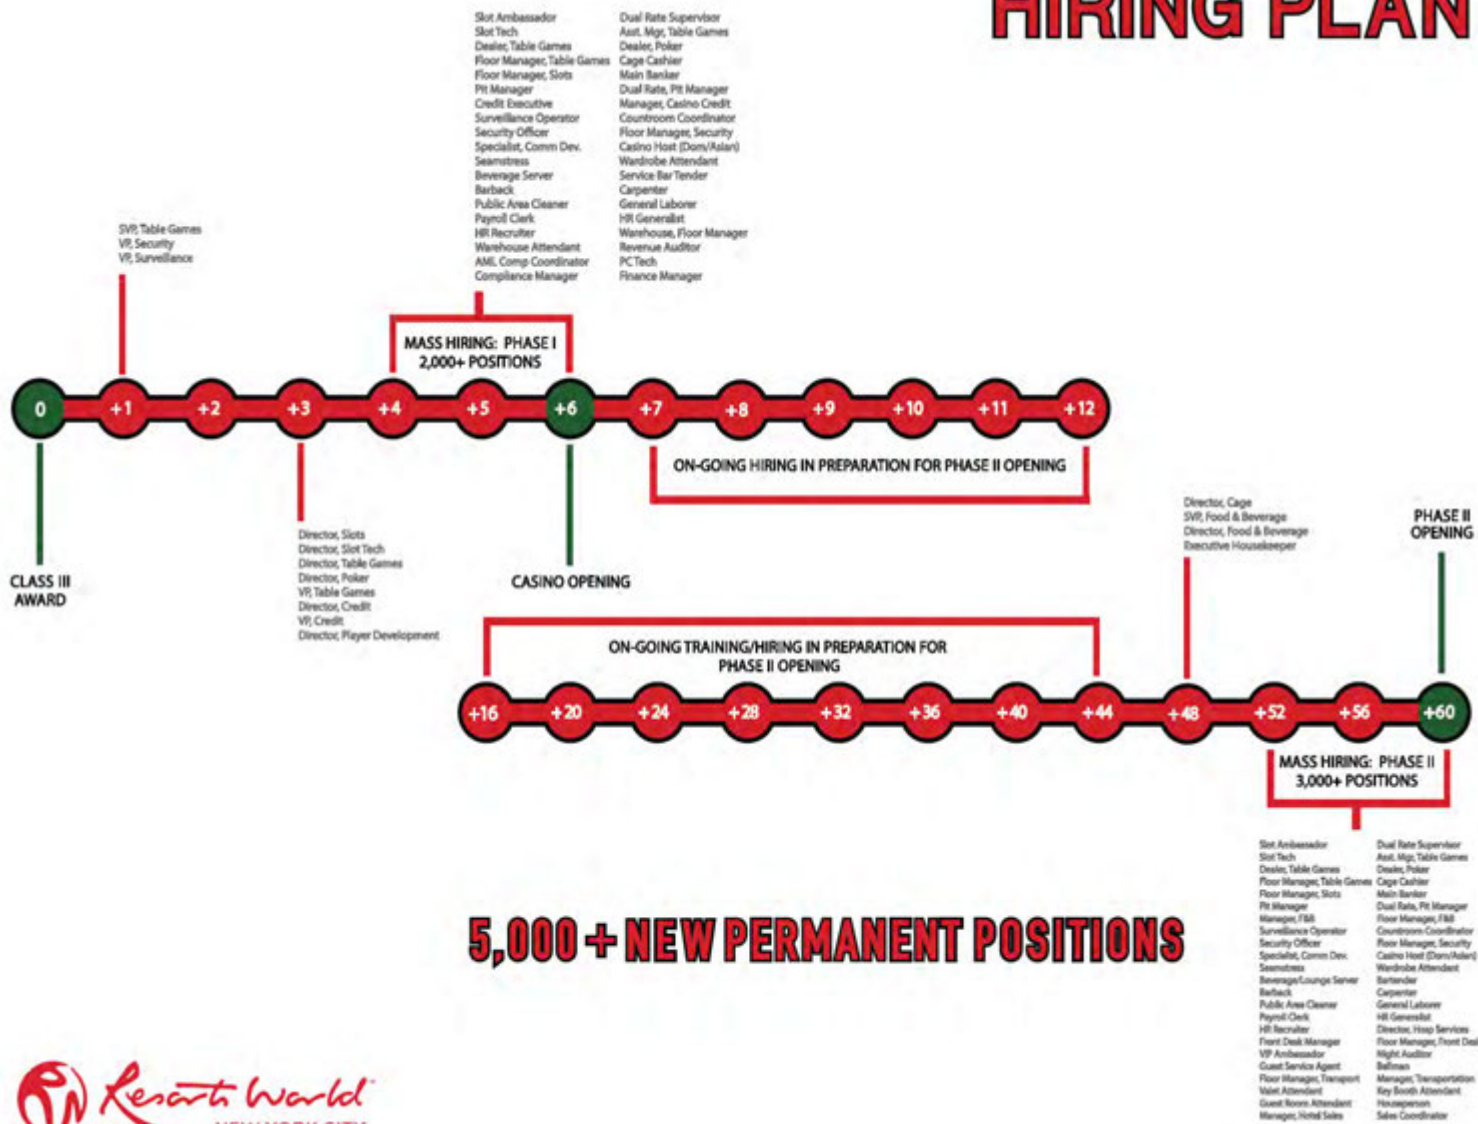 HIRING PLAN
Slot Ambassador
Slot Tech
Dealer, Table Games
Floor Manager, Table Games
Floor Manager, Slots
Pit Manager
Credit Executive
Surveillance Operator
Security Officer
Specialist, Comm Dev.
Seamstress
Beverage Server
Barback
Public Area Cleaner
Payroll Clerk
HR Recruiter
Warehouse Attendant
AML Comp Coordinator
Compliance Manager
Dual Rate Supervisor
Asst. Mgr, Table Games
Dealer, Poker
Cage Cashier
Main Banker
Dual Rate, Pit Manager
Manager, Casino Credit
Countroom Coordinator
Floor Manager, Security
Casino Host (Dom/Asian)
Wardrobe Attendant
Service Bar Tender
Carpenter
General Laborer
HR Generalist
Warehouse, Floor Manager
Revenue Auditor
PC Tech
Finance Manager
SVP, Table Games
VP, Security
VP, Surveillance
MASS HIRING: PHASE I
2,000+ POSITIONS
0 +1 +2 +3 +4 +5 +6 +7 +8 +9 +10 +11 +12
ON-GOING HIRING IN PREPARATION FOR PHASE II OPENING
CLASS III
AWARD
Director, Slots
Director, Slot Tech
Director, Table Games
Director, Poker
VP, Table Games
Director, Credit
VP, Credit
Director, Player Development
CASINO OPENING
Director, Cage
SVP, Food & Beverage
Director, Food & Beverage
Executive Housekeeper
PHASE II
OPENING
ON-GOING TRAINING/HIRING IN PREPARATION FOR
PHASE II OPENING
+16 +20 +24 +28 +32 +36 +40 +44 +48 +52 +56 +60
MASS HIRING: PHASE II
3,000+ POSITIONS
Slot Ambassador
Slot Tech
Dealer, Table Games
Floor Manager, Table Games
Floor Manager, Slots
Pit Manager
Manager, F&B
Surveillance Operator
Security Officer
Specialist, Comm Dev.
Seamstress
Beverage/Lounge Server
Barback
Public Area Cleaner
Payroll Clerk
HR Recruiter
Front Desk Manager
VIP Ambassador
Guest Service Agent
Floor Manager, Transport
Valet Attendant
Guest Room Attendant
Manager, Hotel Sales
Dual Rate Supervisor
Asst. Mgr, Table Games
Dealer, Poker
Cage Cashier
Main Banker
Dual Rate, Pit Manager
Floor Manager, F&B
Countroom Coordinator
Floor Manager, Security
Casino Host (Dom/Asian)
Wardrobe Attendant
Bartender
Carpenter
General Laborer
HR Generalist
Director, Hosp Services
Floor Manager, Front Des
Night Auditor
Bellman
Manager, Transportation
Key Booth Attendant
Houseperson
Sales Coordinator
5,000 + NEW PERMANENT POSITIONS
Resorts World
NEW YORK CITY